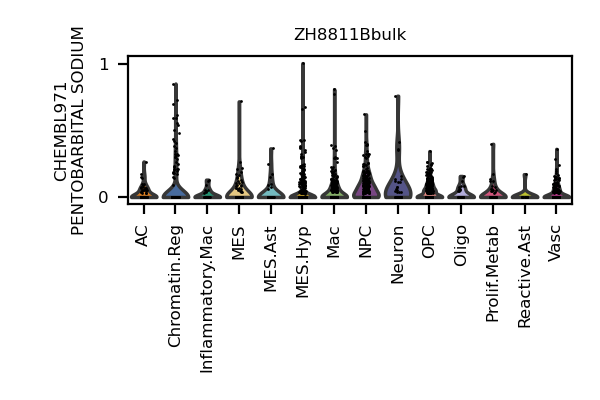 ZH8811Bbulk
CHEMBL971
PENTOBARBITAL SODIUM
1
0
AC
Chromatin.Reg
Inflammatory.Mac
MES
MES.Ast
MES.Hyp
Mac
NPC
Neuron
OPC
Oligo
Prolif.Metab
Reactive.Ast
Vasc